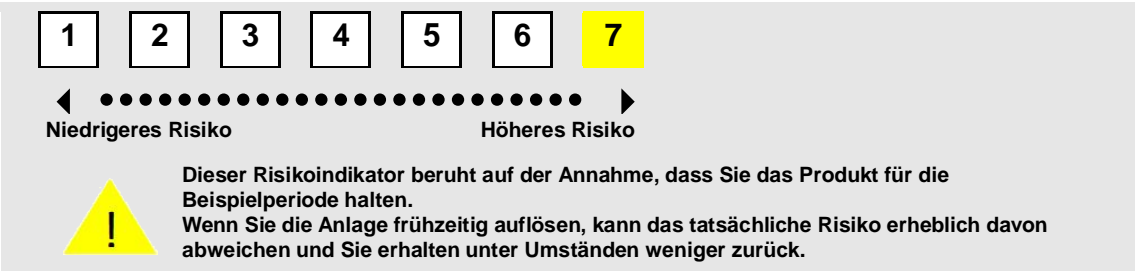 1 2 3 4 5 6 7
Niedrigeres Risiko Höheres Risiko
Dieser Risikoindikator beruht auf der Annahme, dass Sie das Produkt für die
Beispielperiode halten.
Wenn Sie die Anlage frühzeitig auflösen, kann das tatsächliche Risiko erheblich davon
abweichen und Sie erhalten unter Umständen weniger zurück.
!